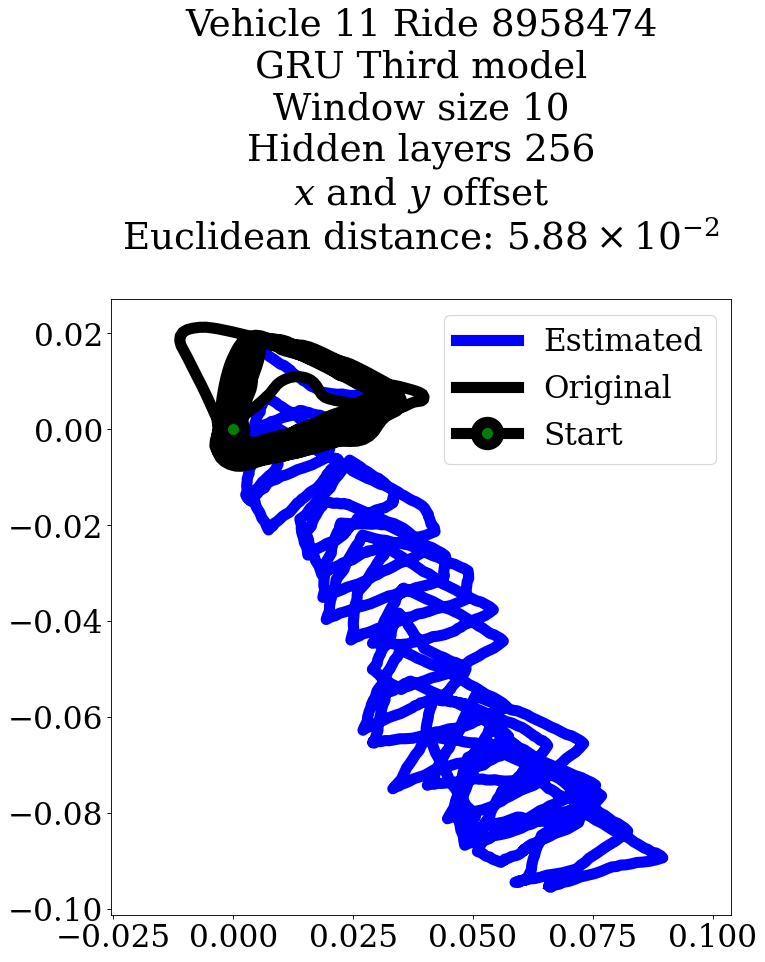 Vehicle 11 Ride 8958474
GRU Third model
Window size 10
Hidden layers 256
x and y offset
Euclidean distance: 5.88 × 10⁻²
Estimated
Original
Start
0.02
0.00
−0.02
−0.04
−0.06
−0.08
−0.10
−0.025 0.000 0.025 0.050 0.075 0.100